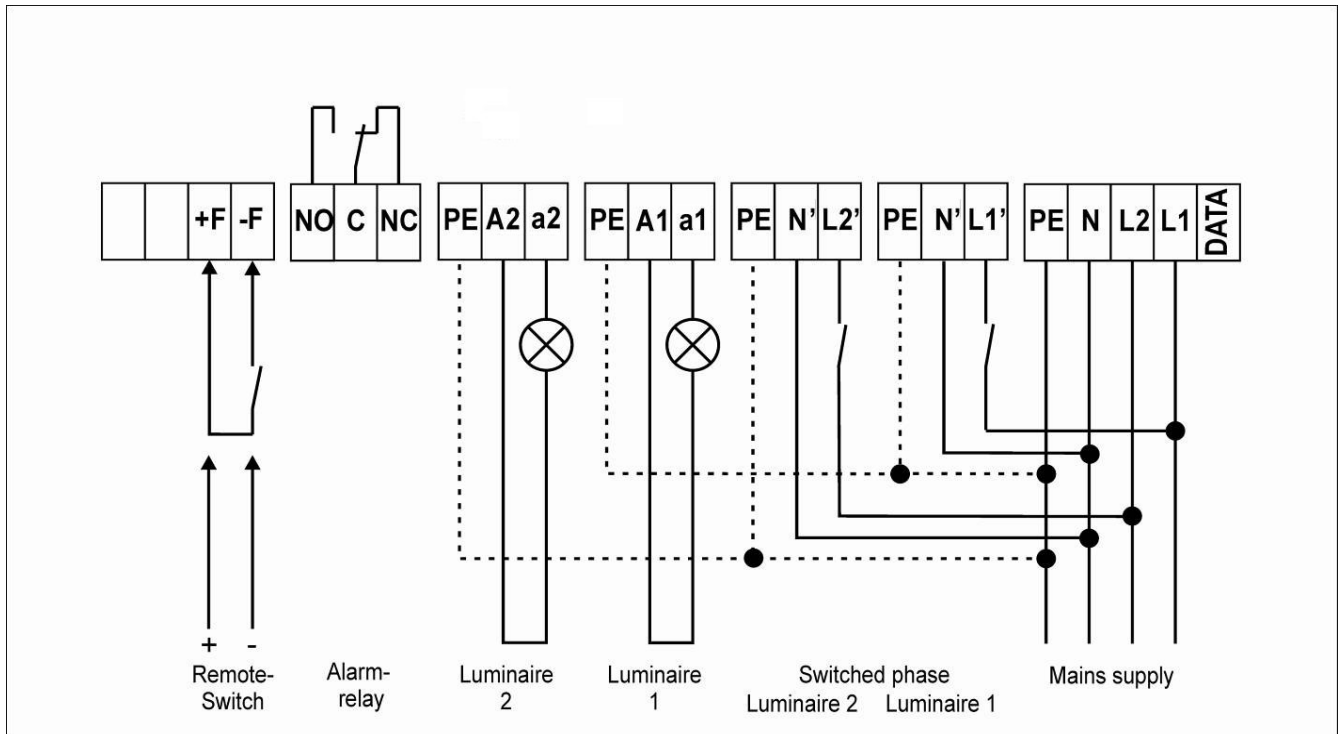 +F -F NO C NC PE A2 a2 PE A1 a1 PE N' L2' PE N' L1' PE N L2 L1 DATA
+ -
Remote-
Switch
Alarm-
relay
Luminaire
2
Luminaire
1
Switched phase
Luminaire 2 Luminaire 1
Mains supply